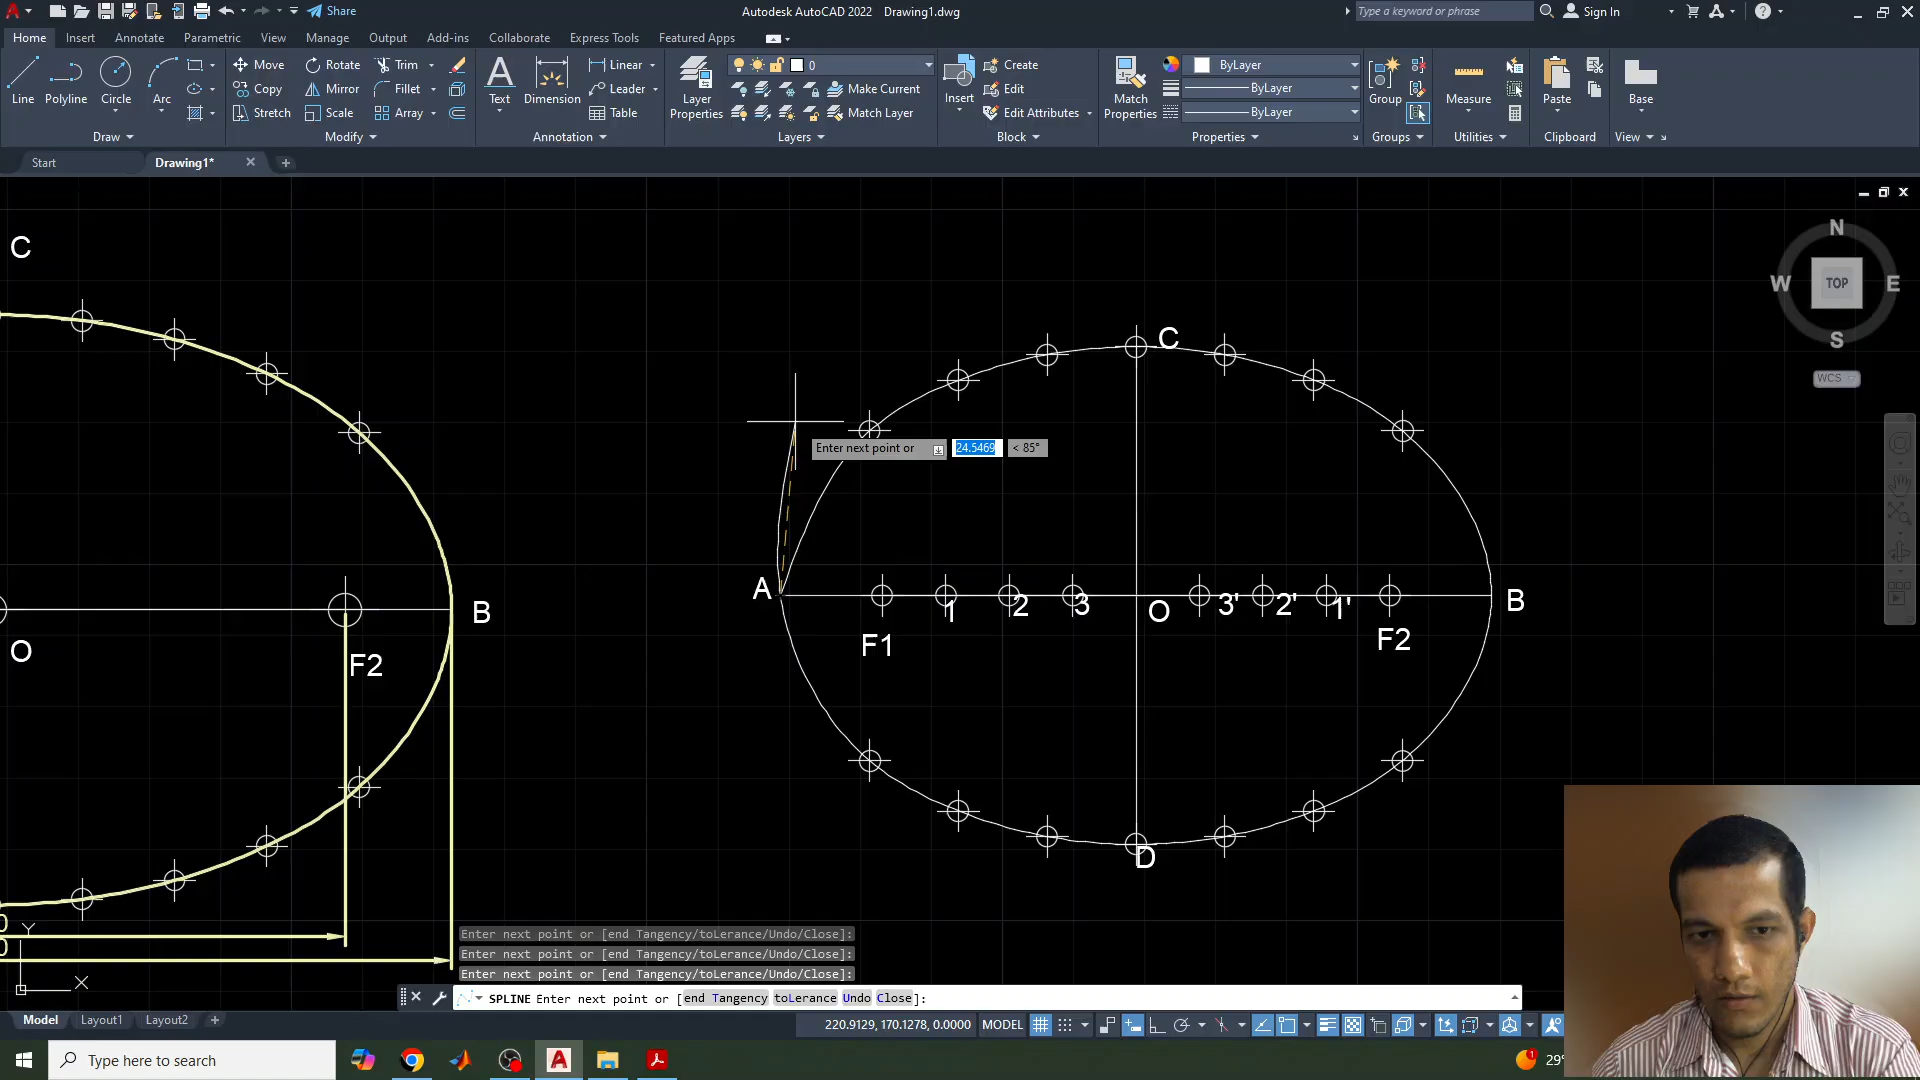 Share
Autodesk AutoCAD 2022 Drawing1.dwg
Type a keyword or phrase
Sign In
Home Insert Annotate Parametric View Manage Output Add-ins Collaborate Express Tools Featured Apps
Line Polyline Circle Arc
Move Rotate Trim
Copy Mirror Fillet
Stretch Scale Array
Text Dimension
Linear
Leader
Table
Layer Properties
0
Make Current
Match Layer
Insert
Create
Edit
Edit Attributes
Match Properties
ByLayer
ByLayer
ByLayer
Group
Measure
Paste
Base
Draw Modify Annotation Layers Block Properties Groups Utilities Clipboard View
Start Drawing1*
C
N
W TOP E
S
WCS
C
Enter next point or 24.5469 < 85°
A 1 2 3 O 3' 2' 1' B
F1 F2
B
O F2
D
0
0
Y
X
Enter next point or [end Tangency/toLerance/Undo/Close]:
Enter next point or [end Tangency/toLerance/Undo/Close]:
Enter next point or [end Tangency/toLerance/Undo/Close]:
SPLINE Enter next point or [end Tangency toLerance Undo Close]:
Model Layout1 Layout2
220.9129, 170.1278, 0.0000 MODEL
Type here to search
A
1
29°